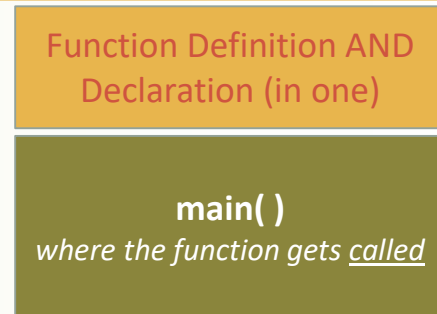 Function Definition AND
Declaration (in one)
main( )
where the function gets called